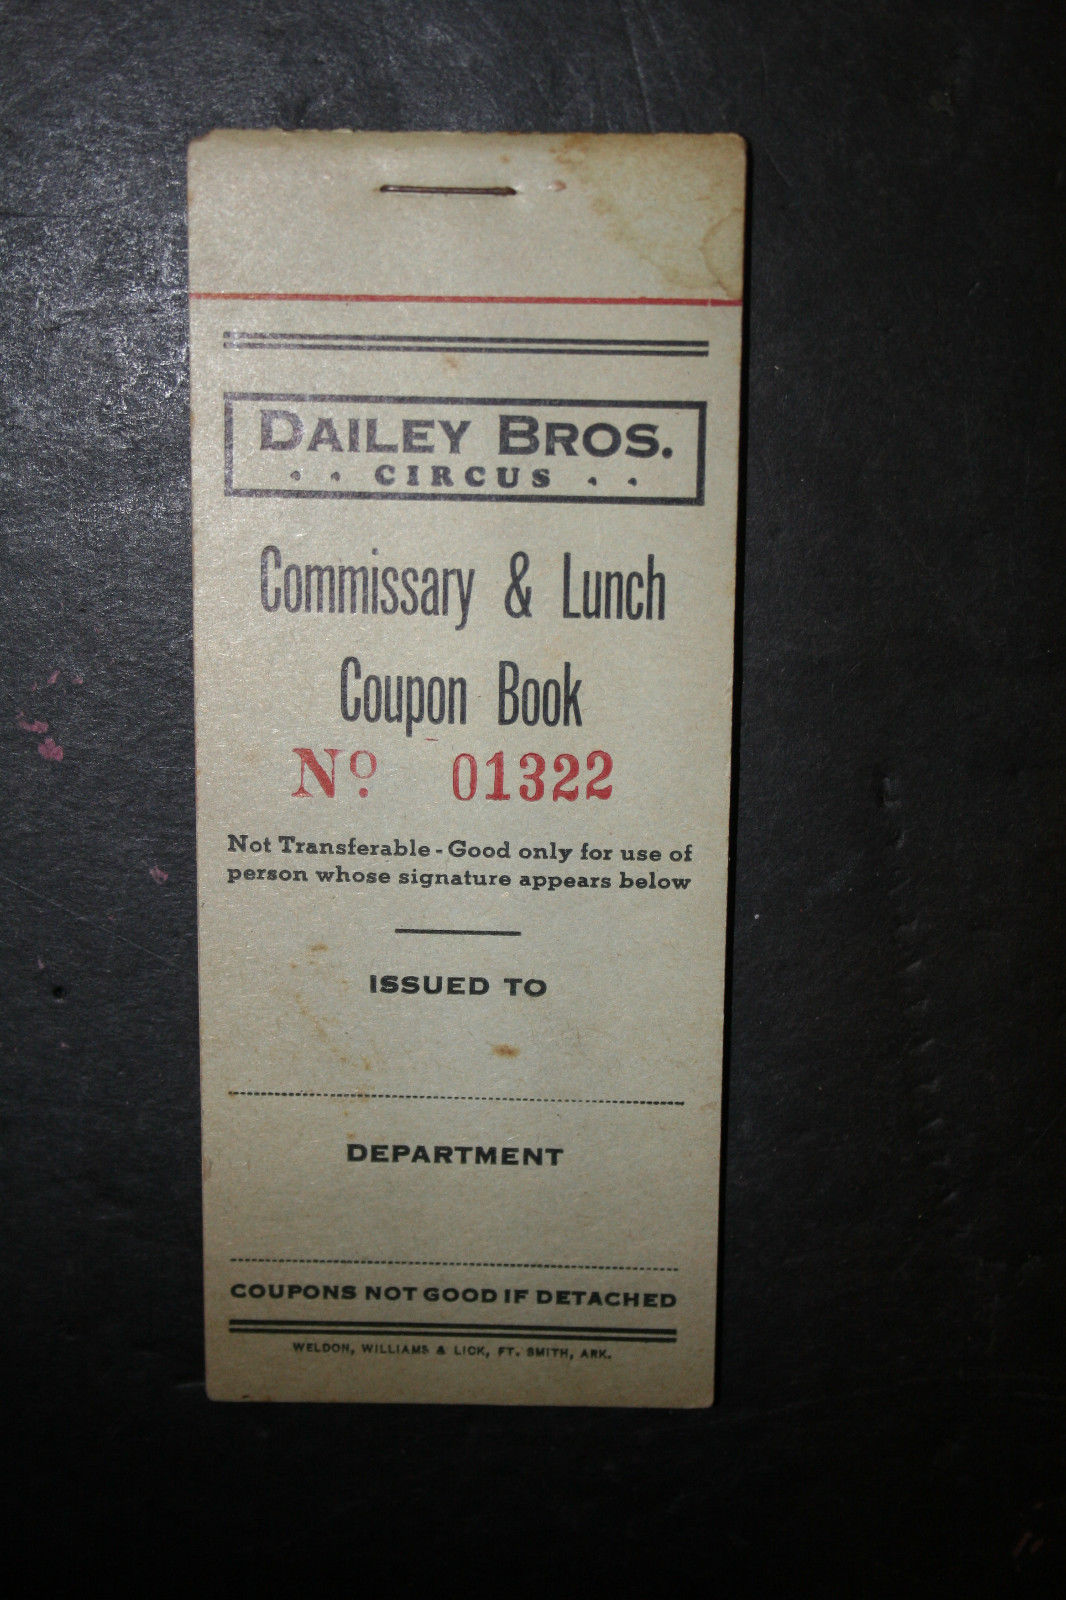 DAILEY BROS.
. . CIRCUS . .
Commissary & Lunch
Coupon Book
Nº. 01322
Not Transferable - Good only for use of
person whose signature appears below
ISSUED TO
DEPARTMENT
COUPONS NOT GOOD IF DETACHED
WELDON, WILLIAMS & LICK, FT. SMITH, ARK.